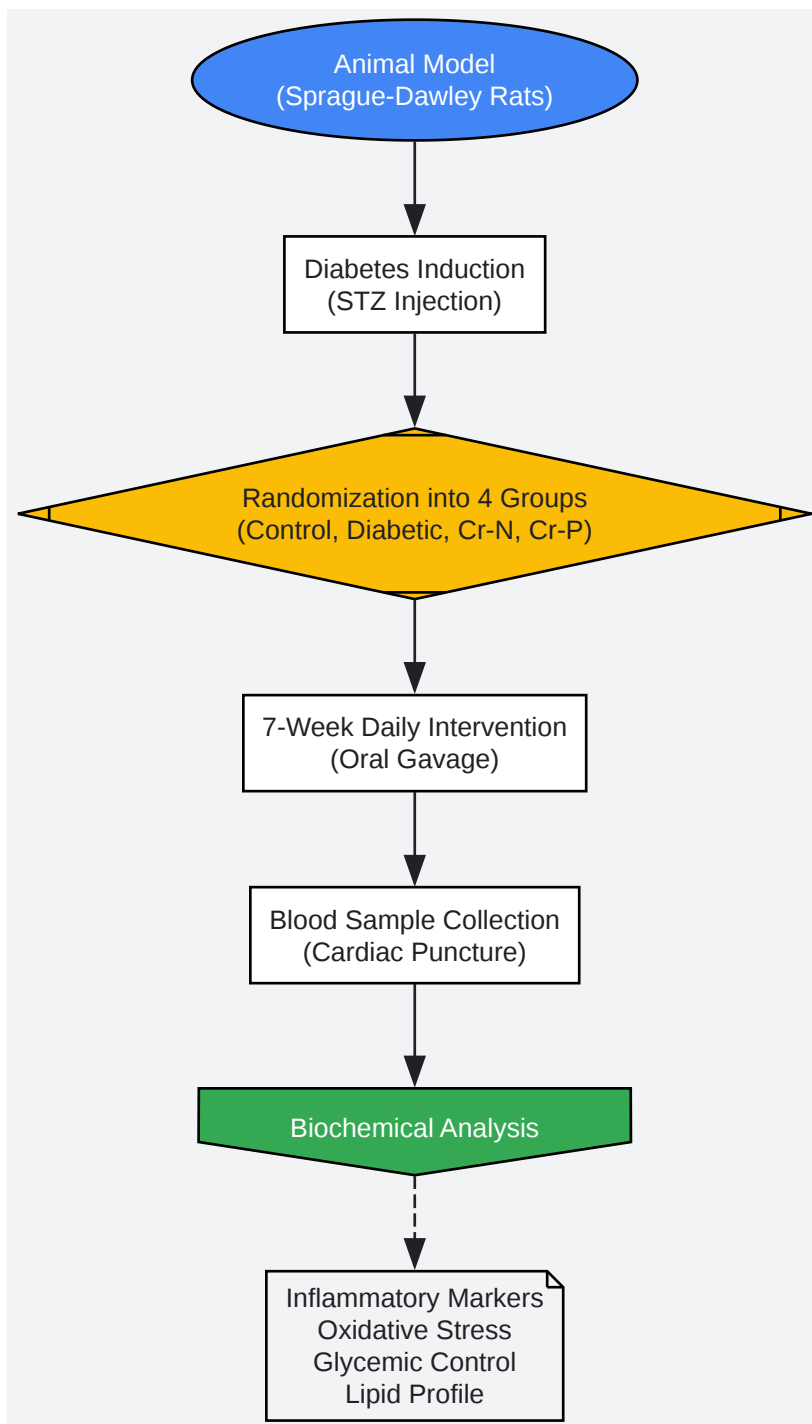 Animal Model
(Sprague-Dawley Rats)
Diabetes Induction
(STZ Injection)
Randomization into 4 Groups
(Control, Diabetic, Cr-N, Cr-P)
7-Week Daily Intervention
(Oral Gavage)
Blood Sample Collection
(Cardiac Puncture)
Biochemical Analysis
Inflammatory Markers
Oxidative Stress
Glycemic Control
Lipid Profile